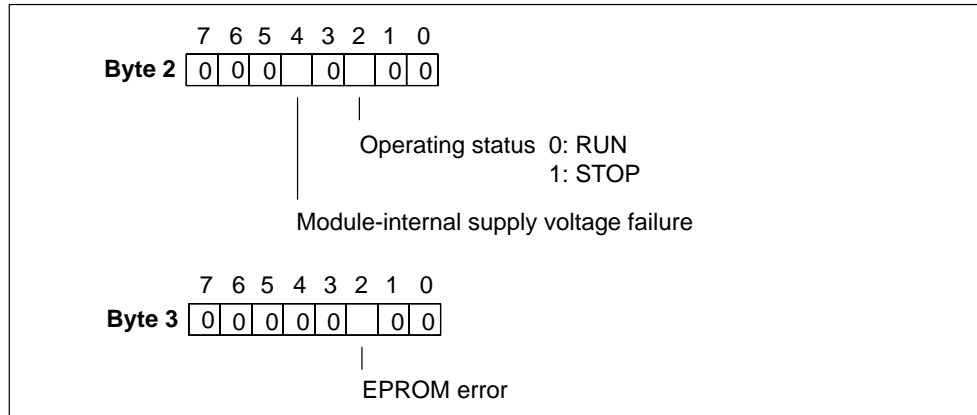 7 6 5 4 3 2 1 0
Byte 2 0 0 0 0 0 0
Operating status 0: RUN
1: STOP
Module-internal supply voltage failure
7 6 5 4 3 2 1 0
Byte 3 0 0 0 0 0 0 0
EPROM error